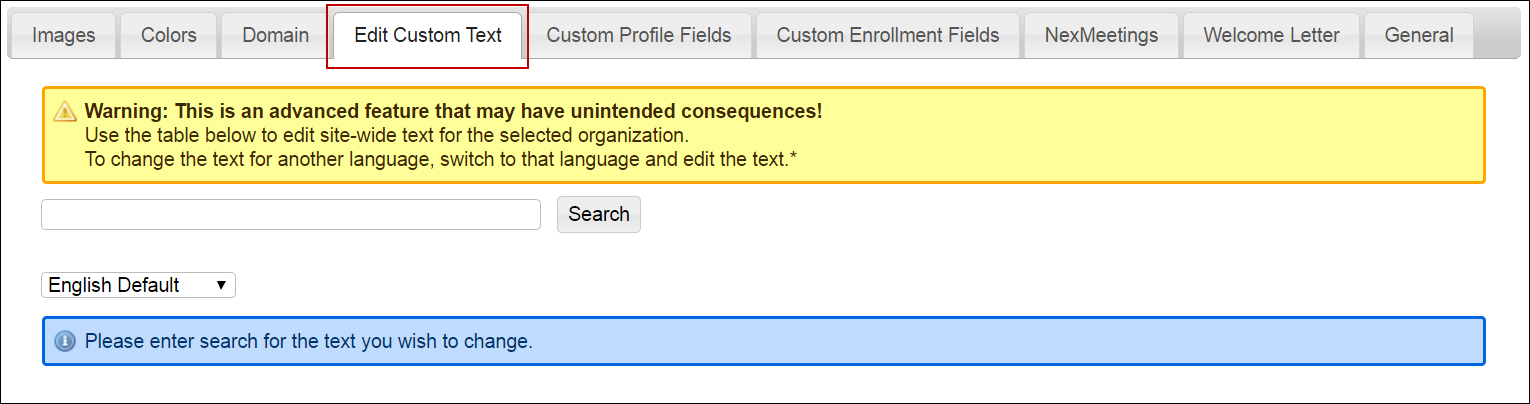 Images Colors Domain Edit Custom Text Custom Profile Fields Custom Enrollment Fields NexMeetings Welcome Letter General
Warning: This is an advanced feature that may have unintended consequences!
Use the table below to edit site-wide text for the selected organization.
To change the text for another language, switch to that language and edit the text.*
Search
English Default
Please enter search for the text you wish to change.